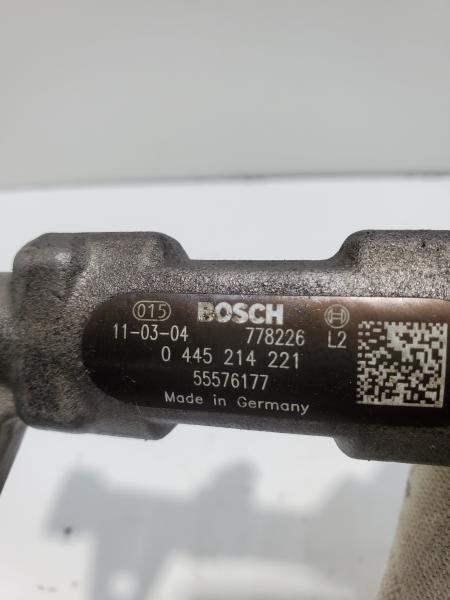 015 BOSCH
11-03-04 778226 L2
0 445 214 221
55576177
Made in Germany